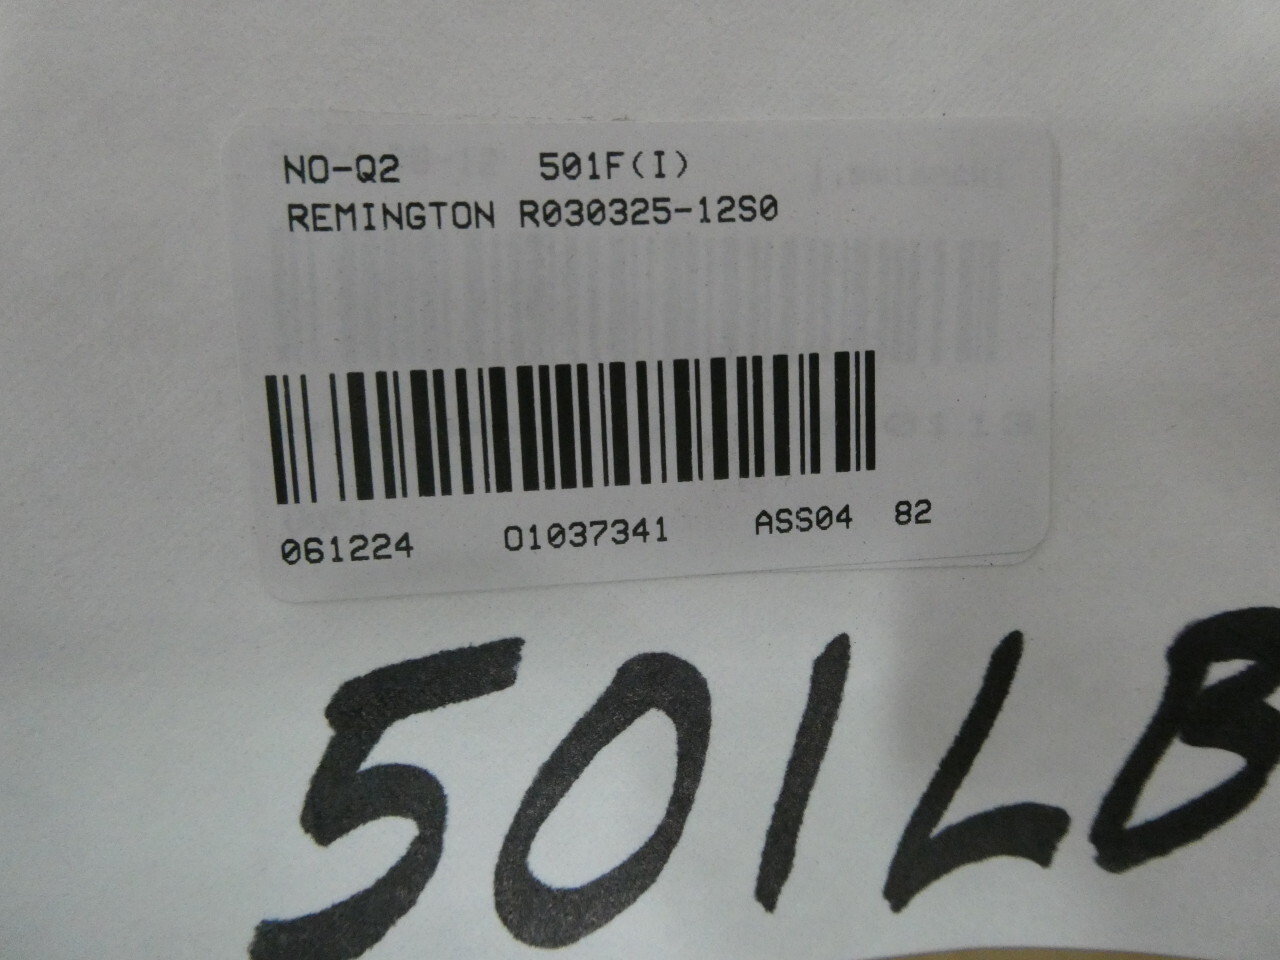 NO-Q2 501F(I)
REMINGTON R030325-12S0
061224 01037341 ASS04 82
501LB